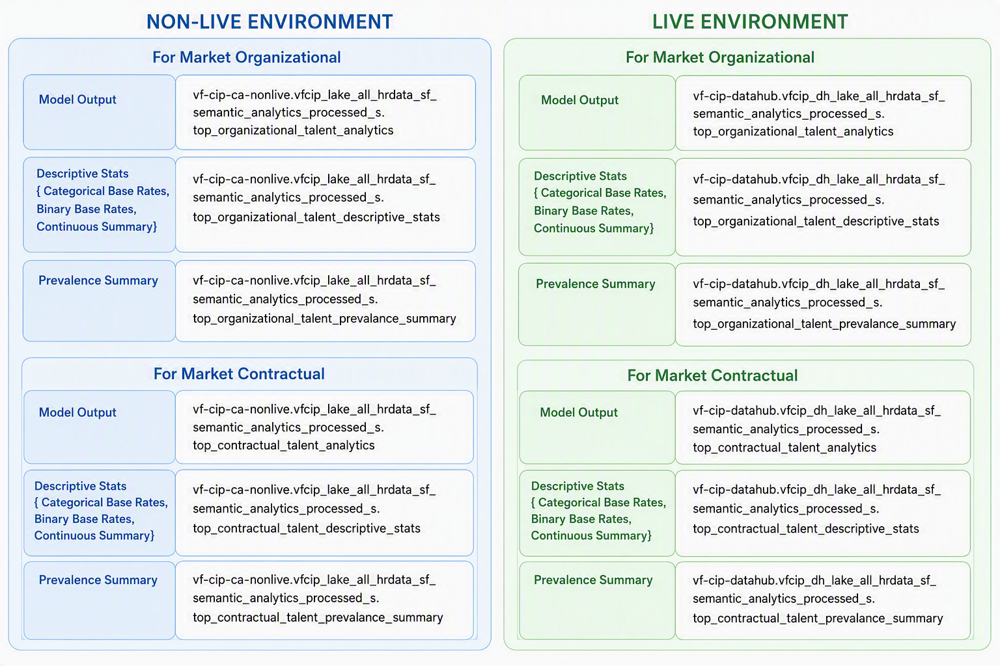 NON-LIVE ENVIRONMENT
For Market Organizational
Model Output
vf-cip-ca-nonlive.vfcip_lake_all_hrdata_sf_
semantic_analytics_processed_s.
top_organizational_talent_analytics
Descriptive Stats
{ Categorical Base Rates,
Binary Base Rates,
Continuous Summary}
vf-cip-ca-nonlive.vfcip_lake_all_hrdata_sf_
semantic_analytics_processed_s.
top_organizational_talent_descriptive_stats
Prevalence Summary
vf-cip-ca-nonlive.vfcip_lake_all_hrdata_sf_
semantic_analytics_processed_s.
top_organizational_talent_prevalance_summary
For Market Contractual
Model Output
vf-cip-ca-nonlive.vfcip_lake_all_hrdata_sf_
semantic_analytics_processed_s.
top_contractual_talent_analytics
Descriptive Stats
{ Categorical Base Rates,
Binary Base Rates,
Continuous Summary}
vf-cip-ca-nonlive.vfcip_lake_all_hrdata_sf_
semantic_analytics_processed_s.
top_contractual_talent_descriptive_stats
Prevalence Summary
vf-cip-ca-nonlive.vfcip_lake_all_hrdata_sf_
semantic_analytics_processed_s.
top_contractual_talent_prevalance_summary
LIVE ENVIRONMENT
For Market Organizational
Model Output
vf-cip-datahub.vfcip_dh_lake_all_hrdata_sf_
semantic_analytics_processed_s.
top_organizational_talent_analytics
Descriptive Stats
{ Categorical Base Rates,
Binary Base Rates,
Continuous Summary}
vf-cip-datahub.vfcip_dh_lake_all_hrdata_sf_
semantic_analytics_processed_s.
top_organizational_talent_descriptive_stats
Prevalence Summary
vf-cip-datahub.vfcip_dh_lake_all_hrdata_sf_
semantic_analytics_processed_s.
top_organizational_talent_prevalance_summary
For Market Contractual
Model Output
vf-cip-datahub.vfcip_dh_lake_all_hrdata_sf_
semantic_analytics_processed_s.
top_contractual_talent_analytics
Descriptive Stats
{ Categorical Base Rates,
Binary Base Rates,
Continuous Summary}
vf-cip-datahub.vfcip_dh_lake_all_hrdata_sf_
semantic_analytics_processed_s.
top_contractual_talent_descriptive_stats
Prevalence Summary
vf-cip-datahub.vfcip_dh_lake_all_hrdata_sf_
semantic_analytics_processed_s.
top_contractual_talent_prevalance_summary